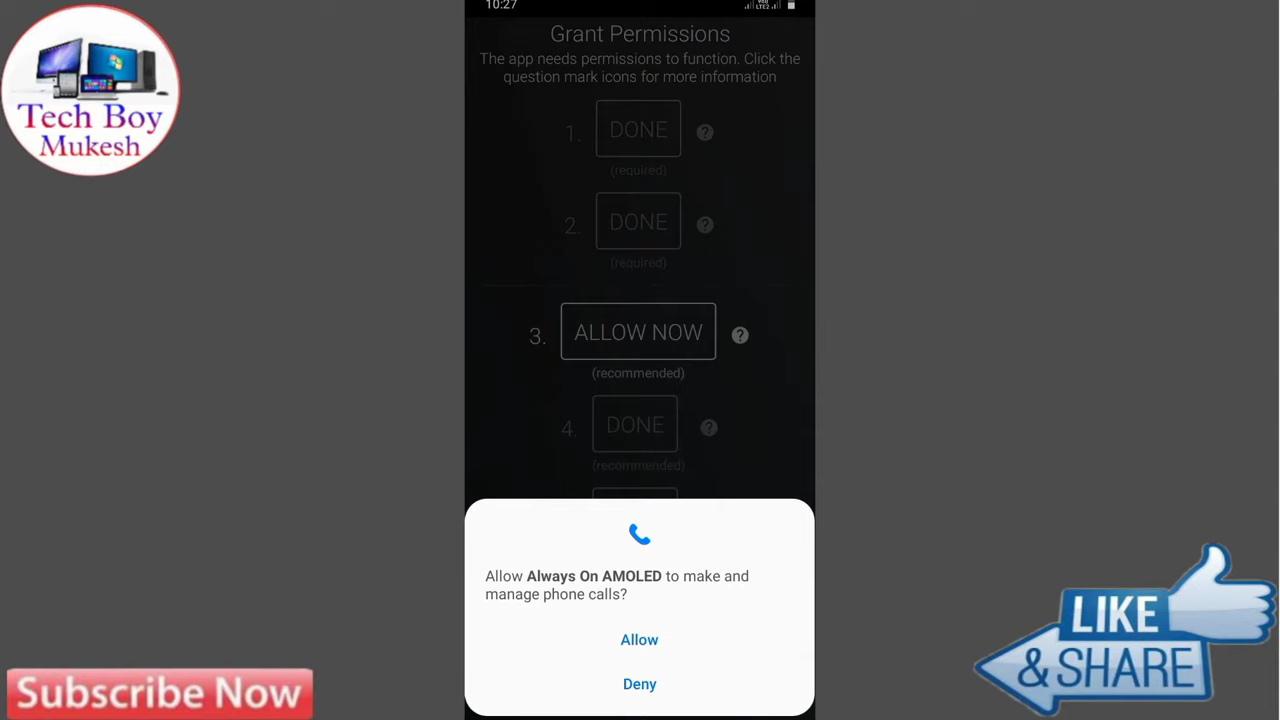 10:27
Tech Boy
Mukesh
Grant Permissions
The app needs permissions to function. Click the
question mark icons for more information
1. DONE ?
(required)
2. DONE ?
(required)
3. ALLOW NOW ?
(recommended)
4. DONE ?
(recommended)
Allow Always On AMOLED to make and
manage phone calls?
Allow
Deny
Subscribe Now
LIKE
& SHARE